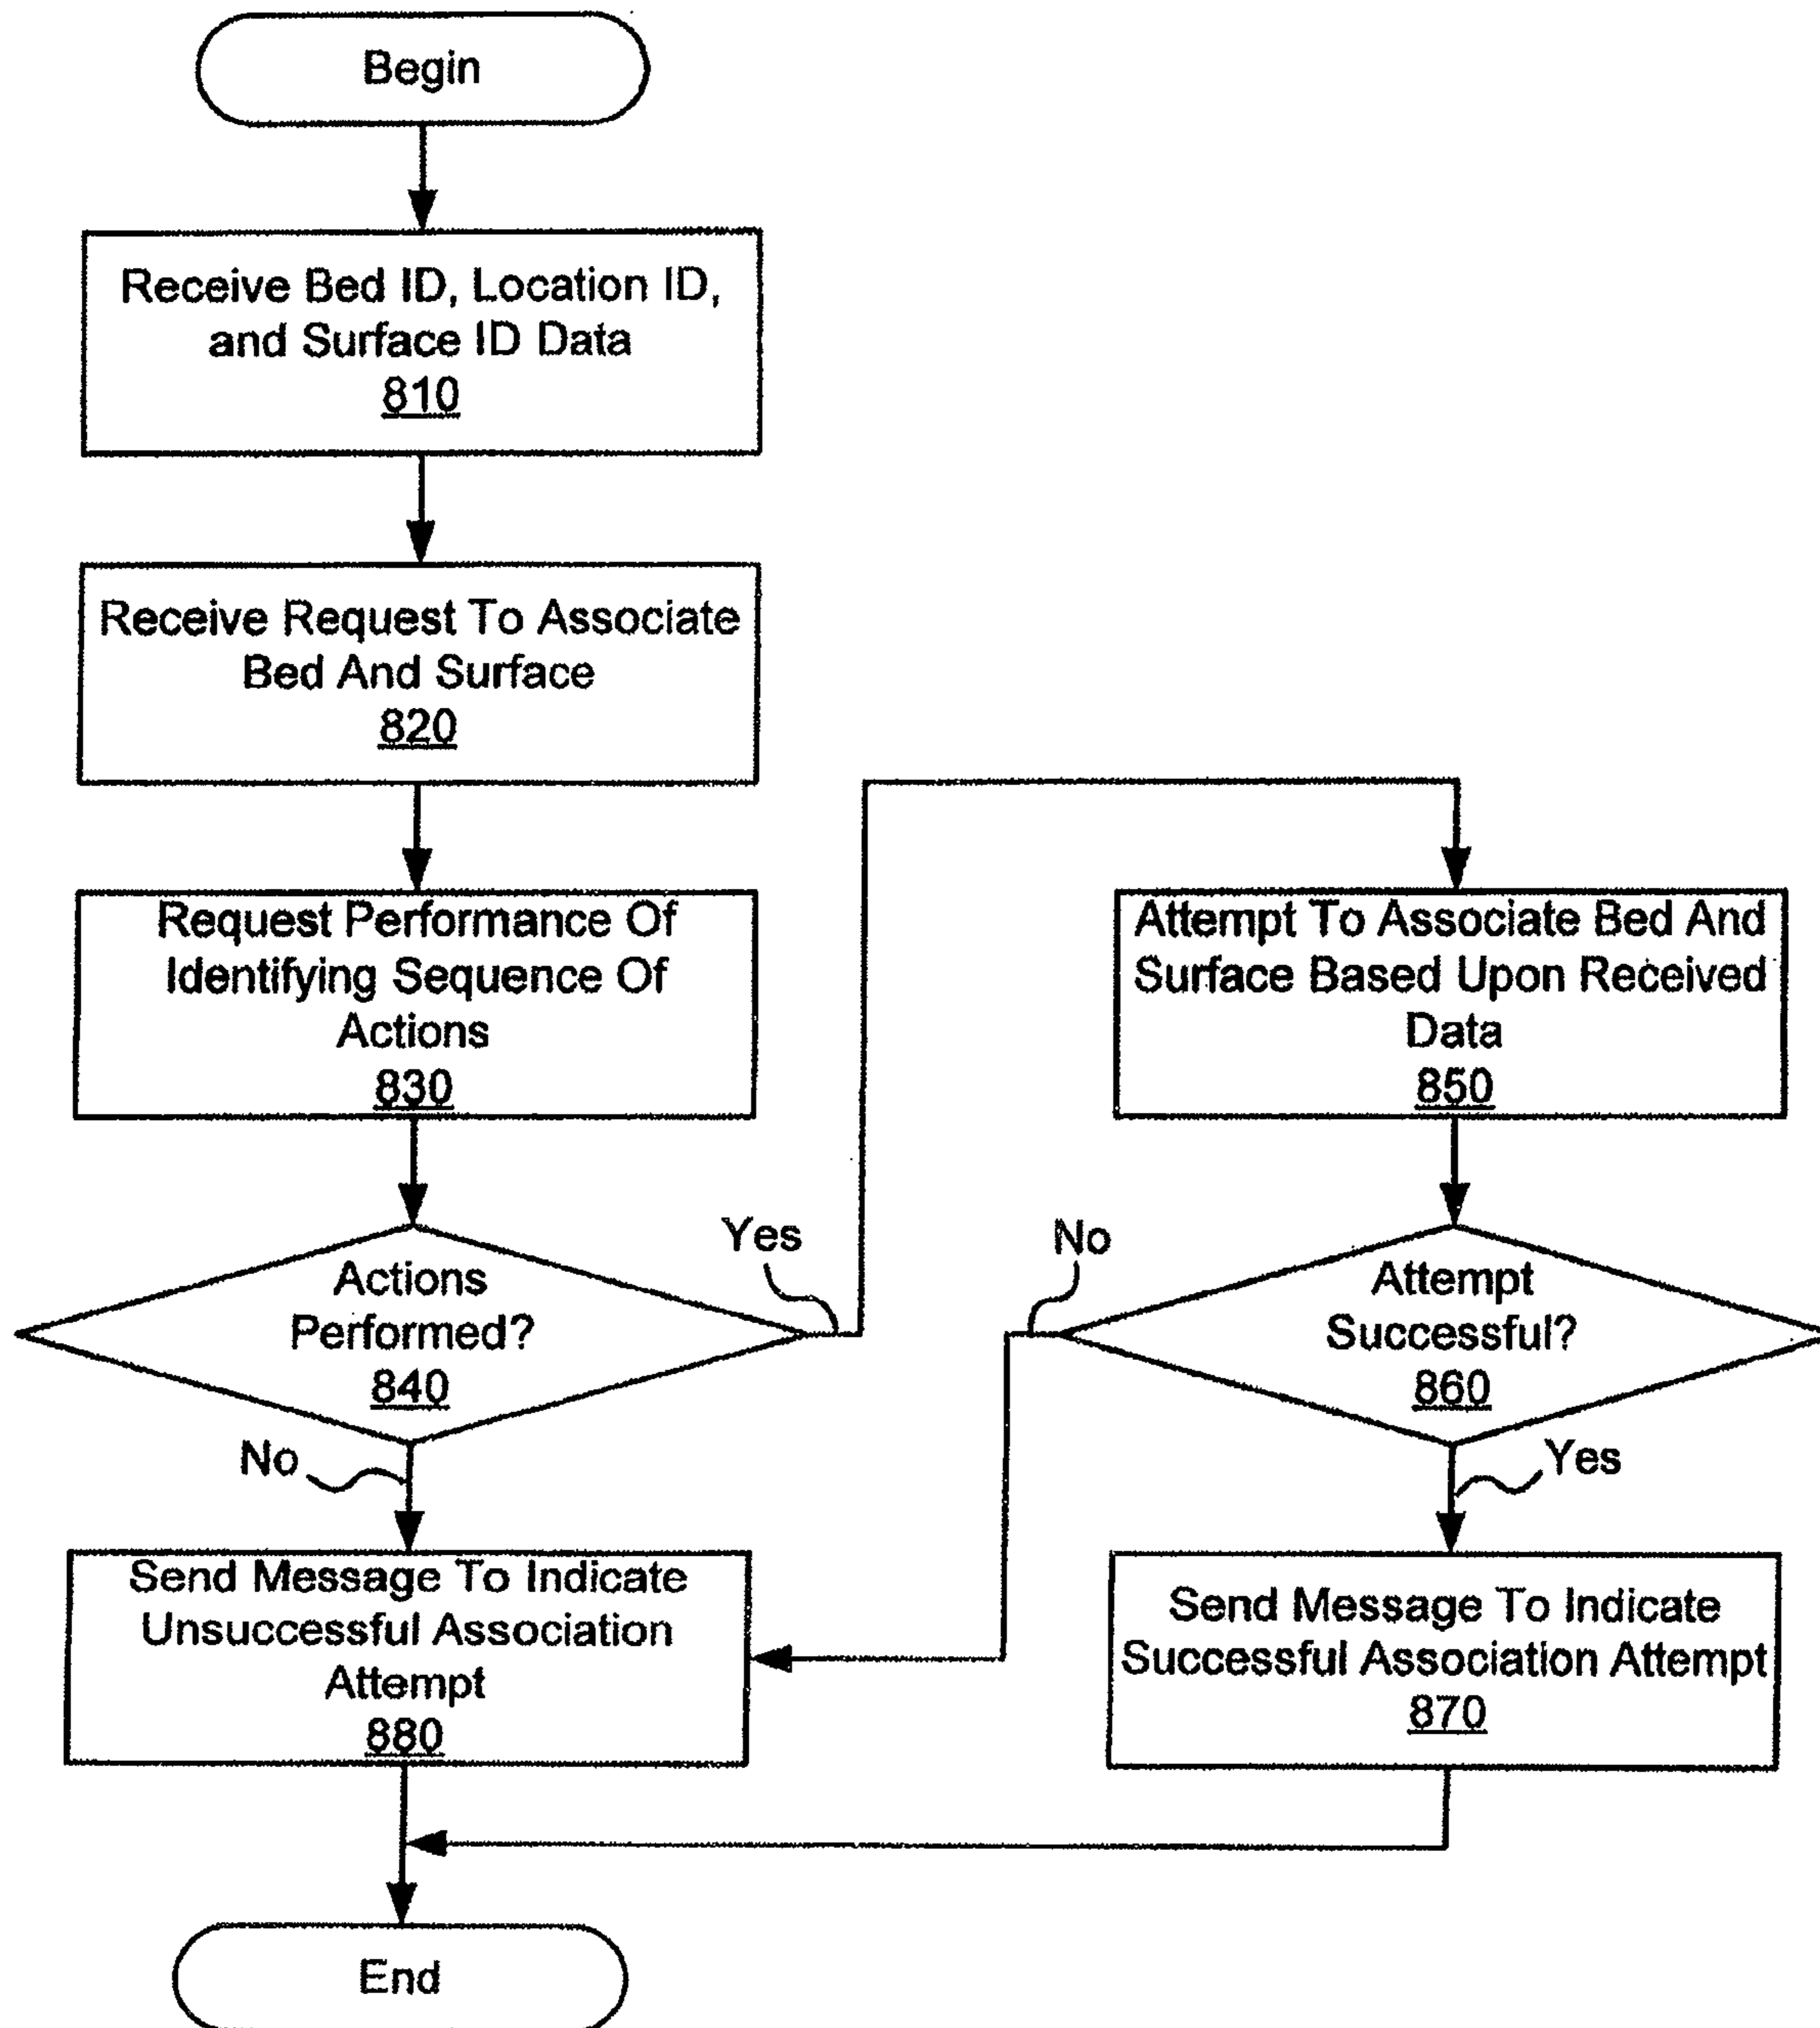 Begin
Receive Bed ID, Location ID,
and Surface ID Data
810
Receive Request To Associate
Bed And Surface
820
Request Performance Of
Identifying Sequence Of
Actions
830
Actions
Performed?
840
Yes
No
Attempt To Associate Bed And
Surface Based Upon Received
Data
850
Attempt
Successful?
860
No
Yes
Send Message To Indicate
Successful Association Attempt
870
Send Message To Indicate
Unsuccessful Association
Attempt
880
End